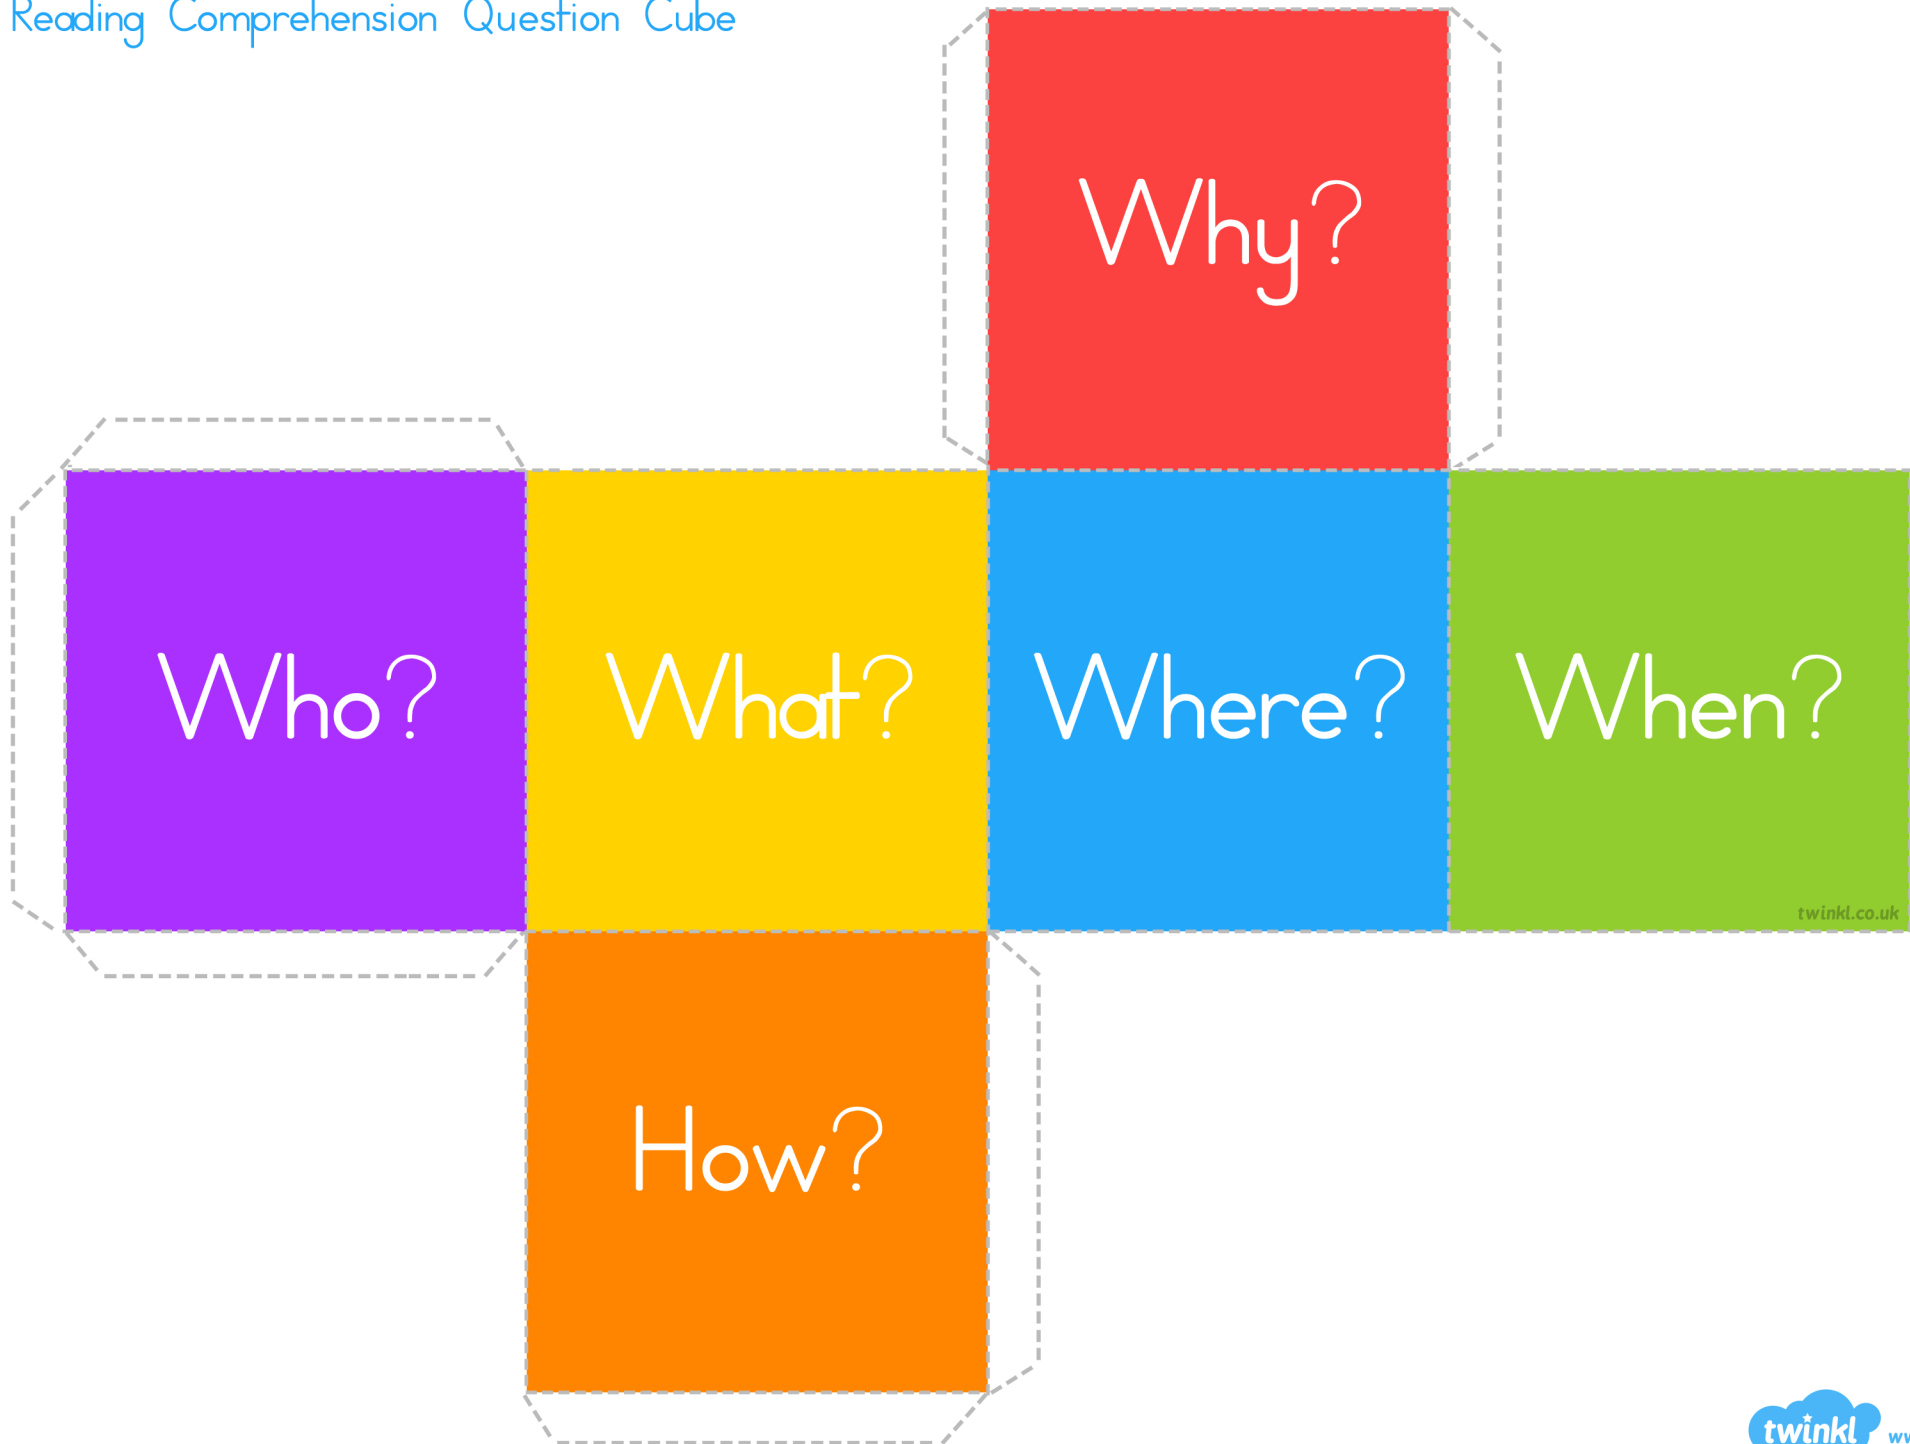 Reading Comprehension Question Cube
Why?
Who?
What?
Where?
When?
twinkl.co.uk
How?
twinkl